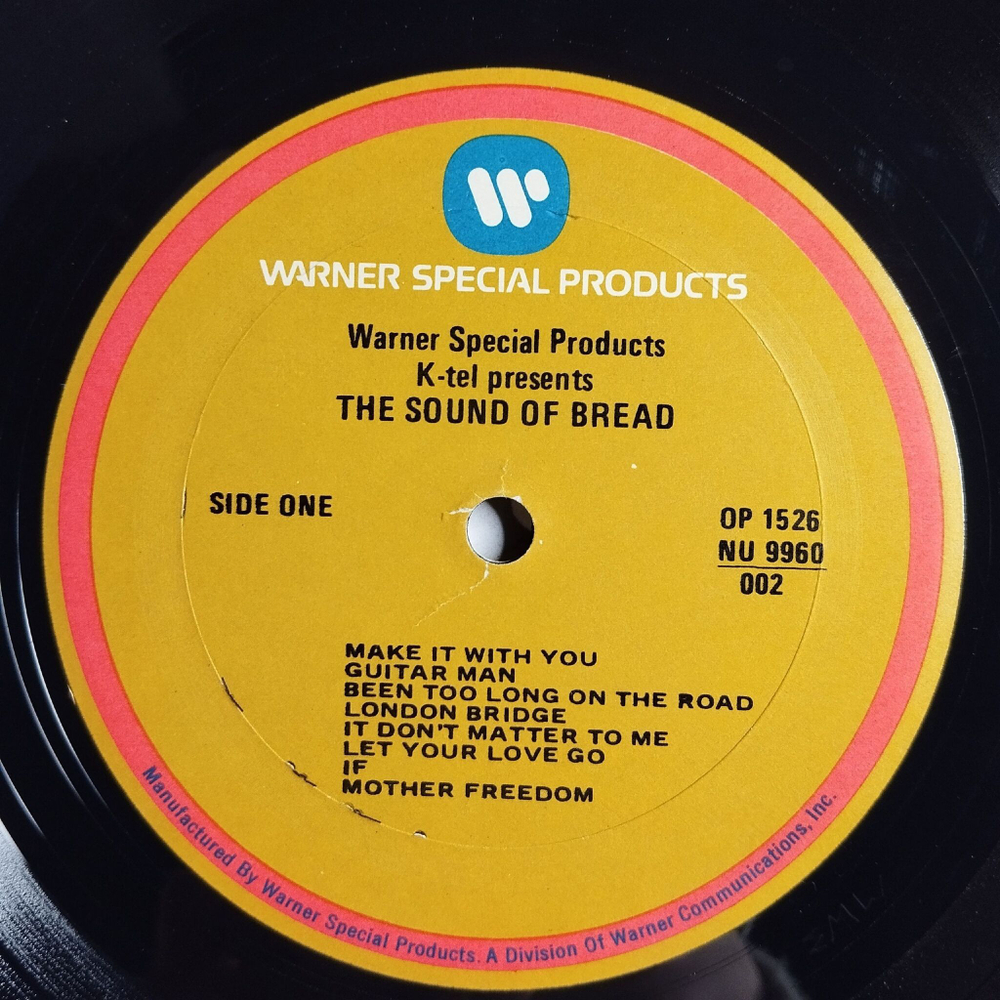 WARNER SPECIAL PRODUCTS
Warner Special Products
K-tel presents
THE SOUND OF BREAD
SIDE ONE
OP 1526
NU 9960
002
MAKE IT WITH YOU
GUITAR MAN
BEEN TOO LONG ON THE ROAD
LONDON BRIDGE
IT DON'T MATTER TO ME
LET YOUR LOVE GO
IF
MOTHER FREEDOM
Manufactured By Warner Special Products. A Division Of Warner Communications, Inc.